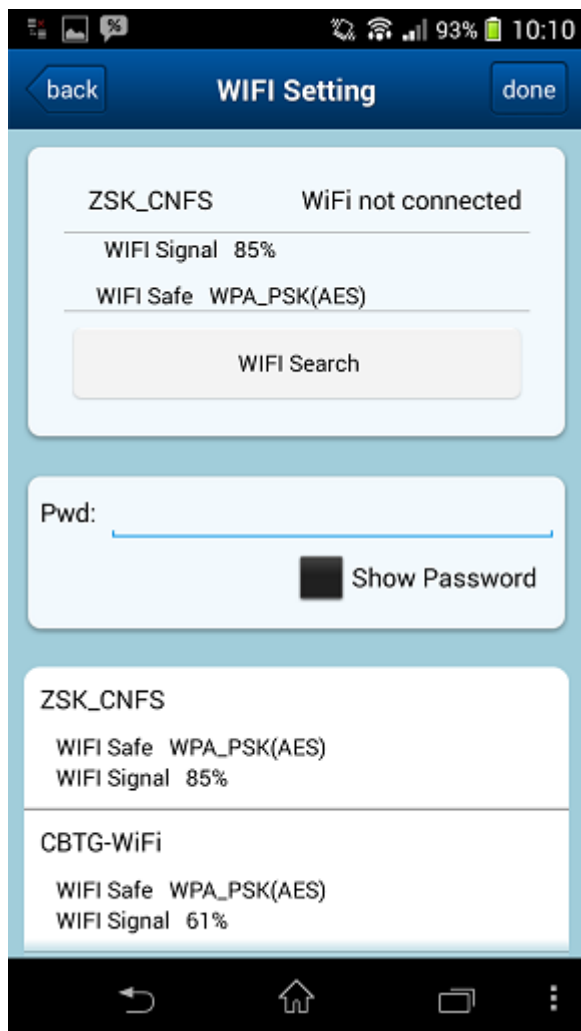 93% 10:10
back WIFI Setting done
ZSK_CNFS WiFi not connected
WIFI Signal 85%
WIFI Safe WPA_PSK(AES)
WIFI Search
Pwd:
Show Password
ZSK_CNFS
WIFI Safe WPA_PSK(AES)
WIFI Signal 85%
CBTG-WiFi
WIFI Safe WPA_PSK(AES)
WIFI Signal 61%